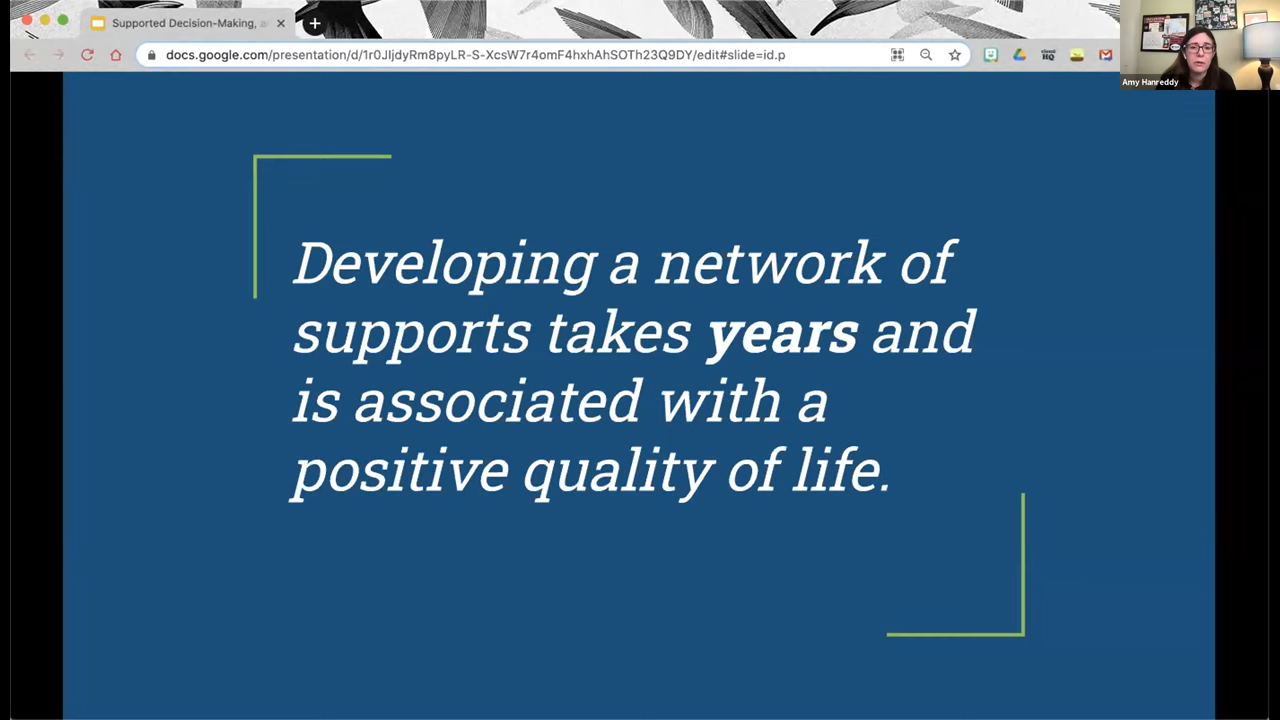 Supported Decision-Making, a
docs.google.com/presentation/d/1r0JIjdyRm8pyLR-S-XcsW7r4omF4hxhAhSOTh23Q9DY/edit#slide=id.p
Amy Hanreddy
Developing a network of
supports takes years and
is associated with a
positive quality of life.